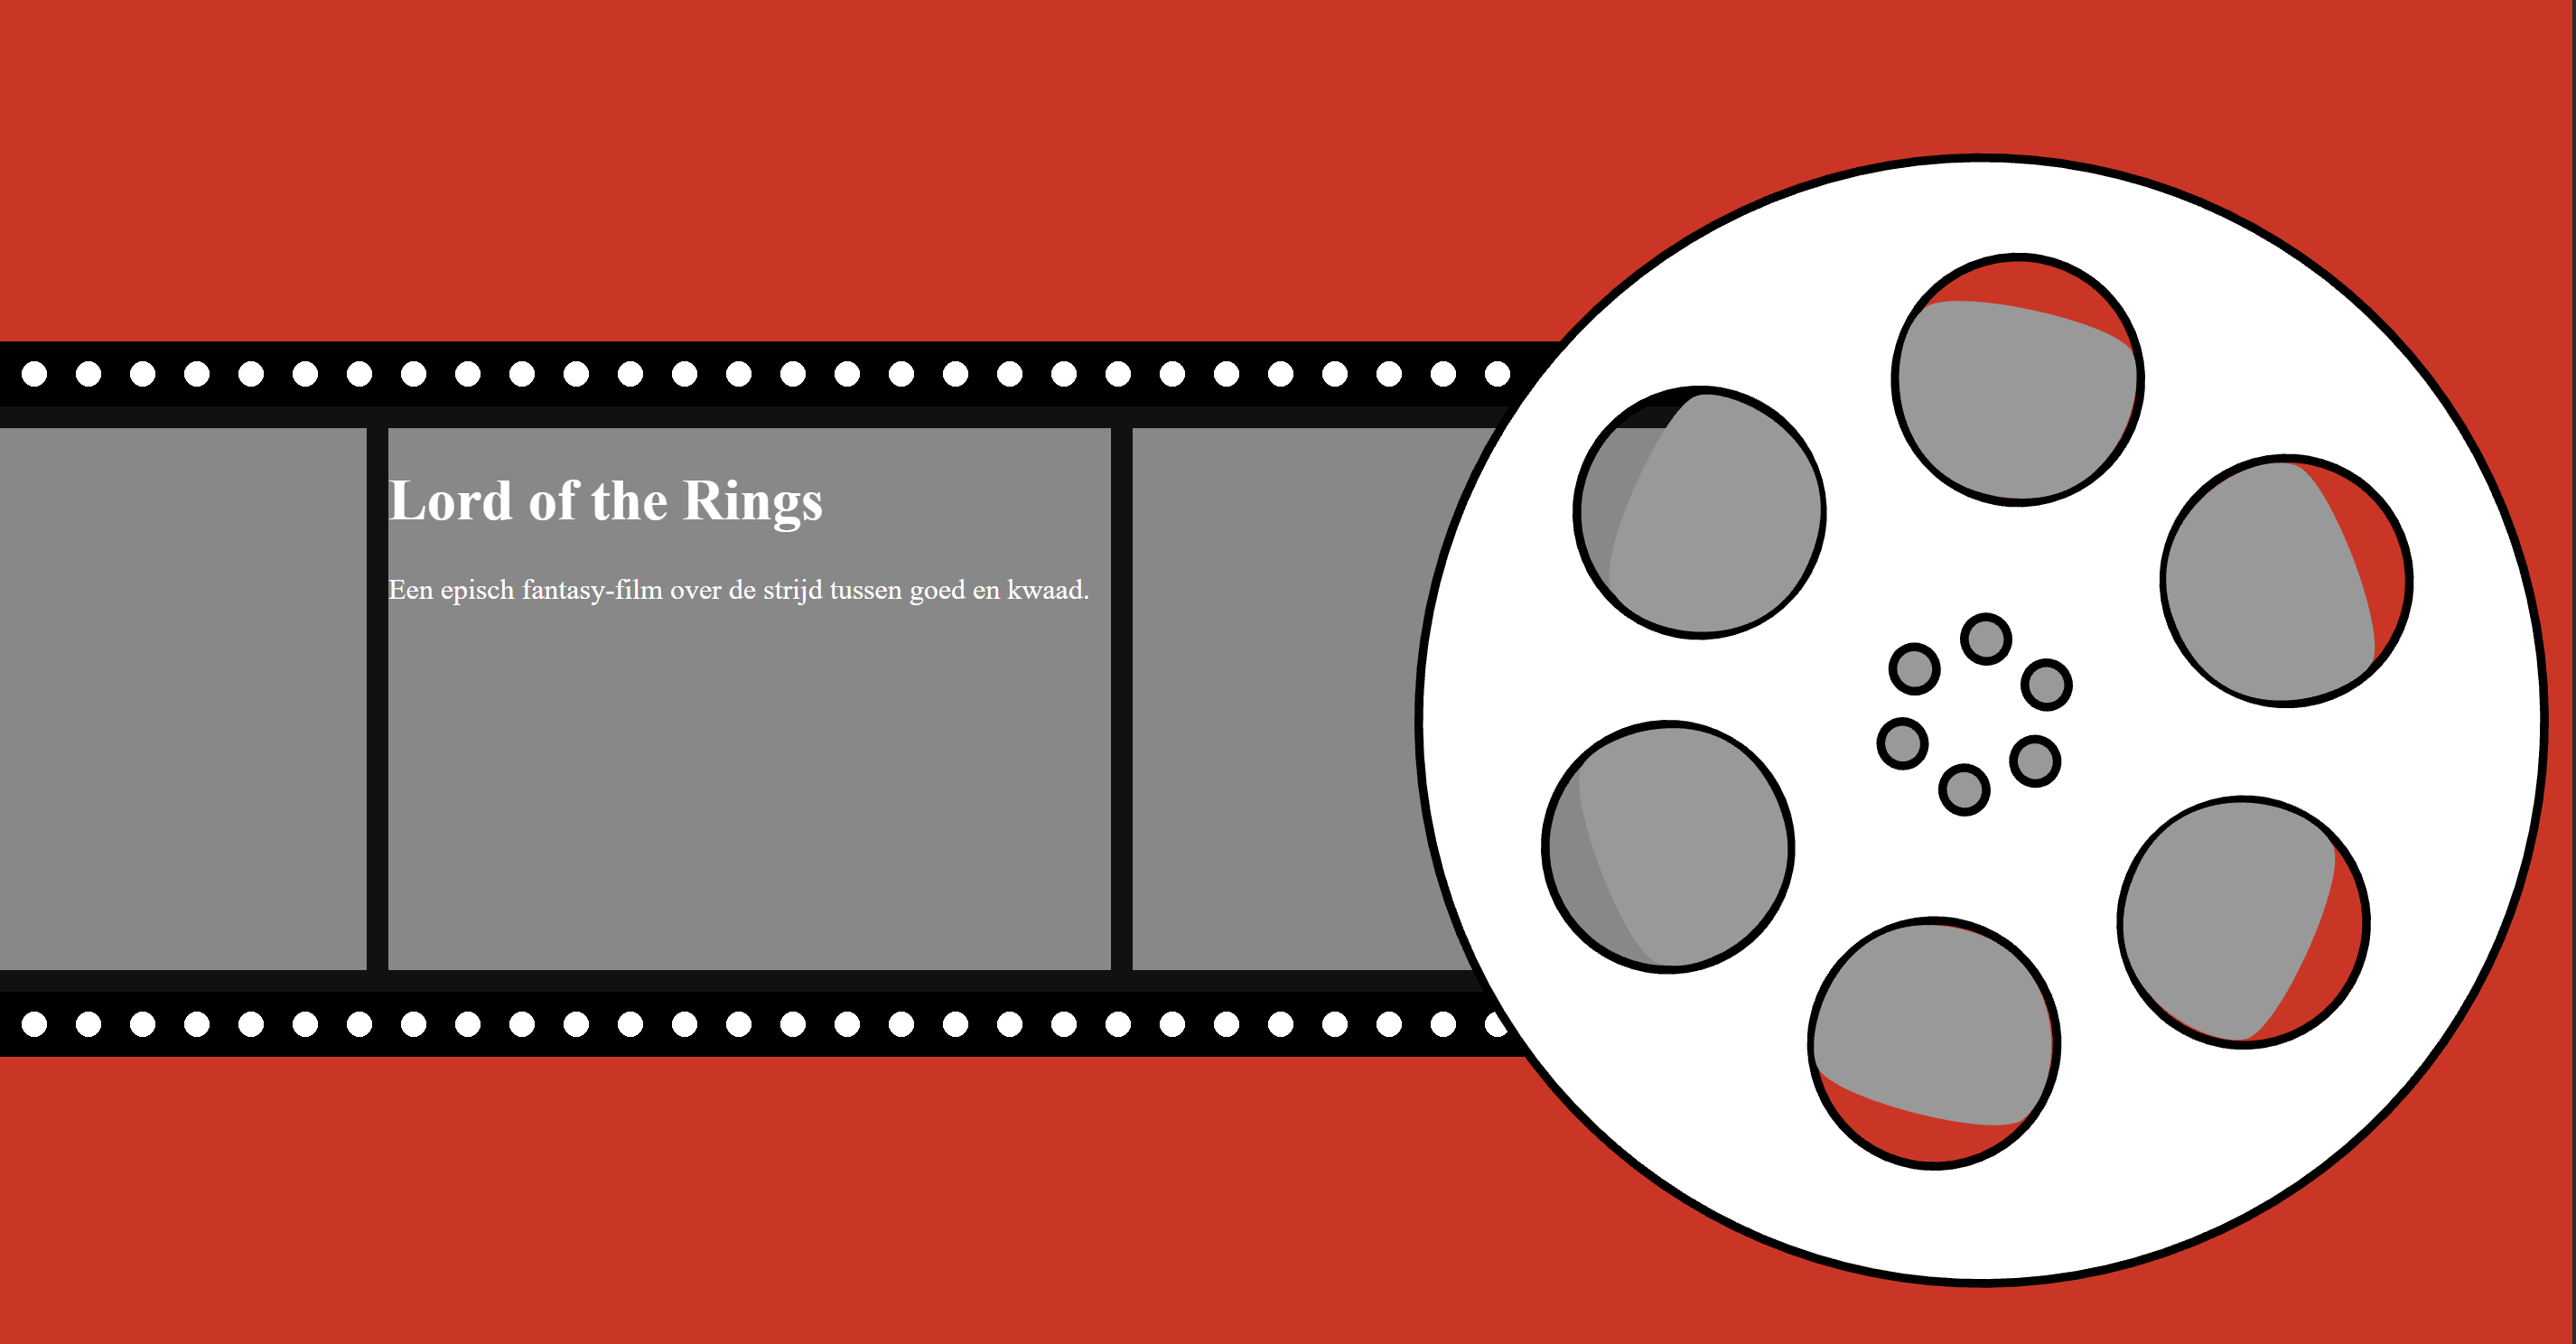 Lord of the Rings
Een episch fantasy-film over de strijd tussen goed en kwaad.